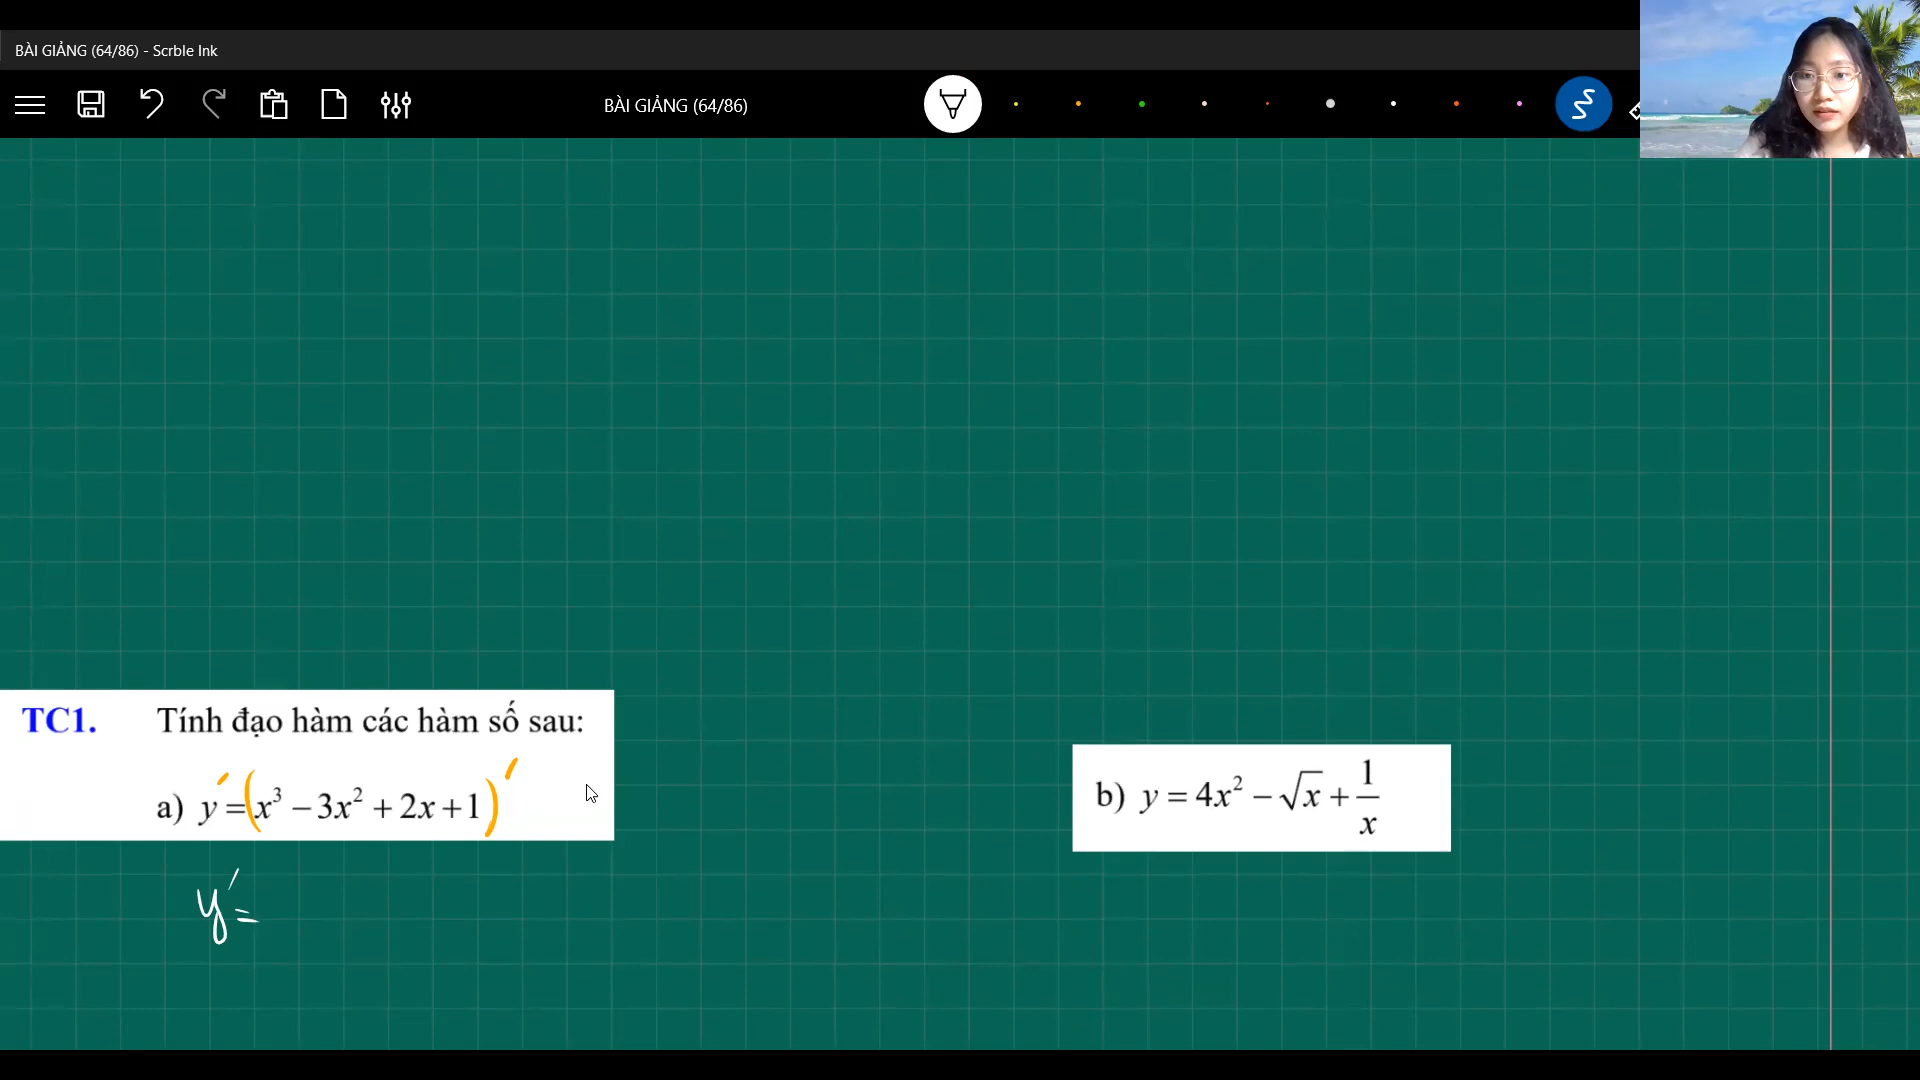 BÀI GIẢNG (64/86) - Scrble Ink
BÀI GIẢNG (64/86)
TC1. Tính đạo hàm các hàm số sau:
a) y' = (x³ − 3x² + 2x + 1)'
b) y = 4x² − √x + 1/x
y' =